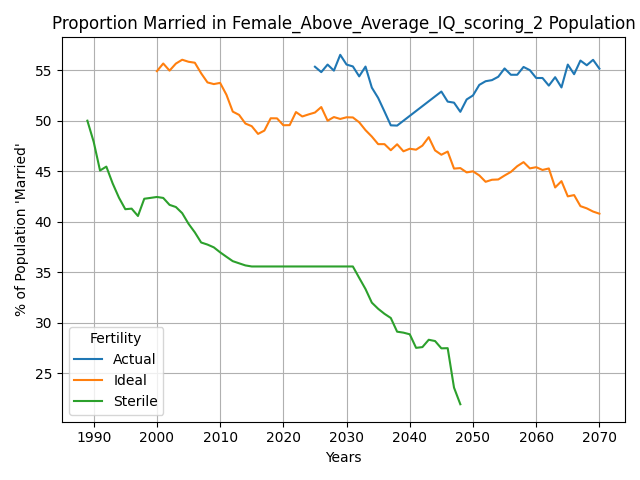 Proportion Married in Female_Above_Average_IQ_scoring_2 Population
% of Population 'Married'
55
50
45
40
35
30
25
Fertility
Actual
Ideal
Sterile
1990 2000 2010 2020 2030 2040 2050 2060 2070
Years